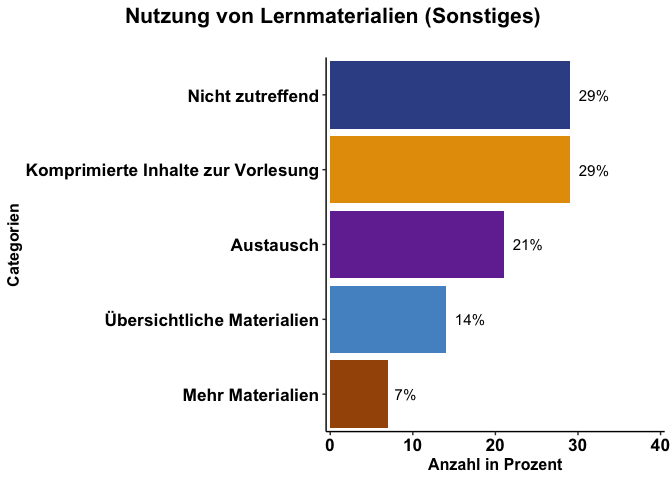 Nutzung von Lernmaterialien (Sonstiges)
Categorien
Nicht zutreffend
29%
Komprimierte Inhalte zur Vorlesung
29%
Austausch
21%
Übersichtliche Materialien
14%
Mehr Materialien
7%
0 10 20 30 40
Anzahl in Prozent